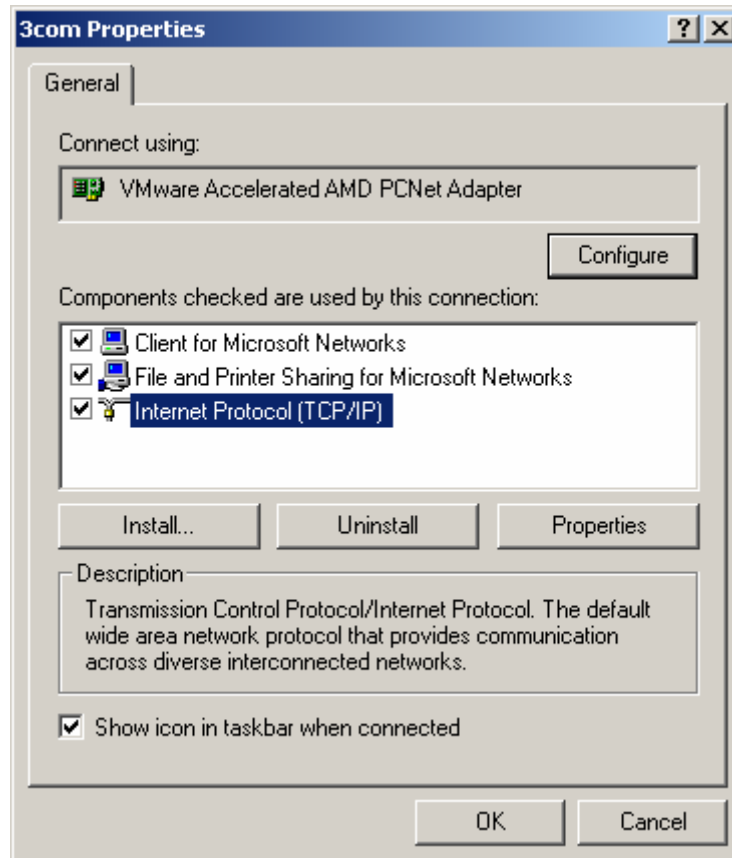 3com Properties
General
Connect using:
VMware Accelerated AMD PCNet Adapter
Configure
Components checked are used by this connection:
Client for Microsoft Networks
File and Printer Sharing for Microsoft Networks
Internet Protocol (TCP/IP)
Install...
Uninstall
Properties
Description
Transmission Control Protocol/Internet Protocol. The default
wide area network protocol that provides communication
across diverse interconnected networks.
Show icon in taskbar when connected
OK
Cancel